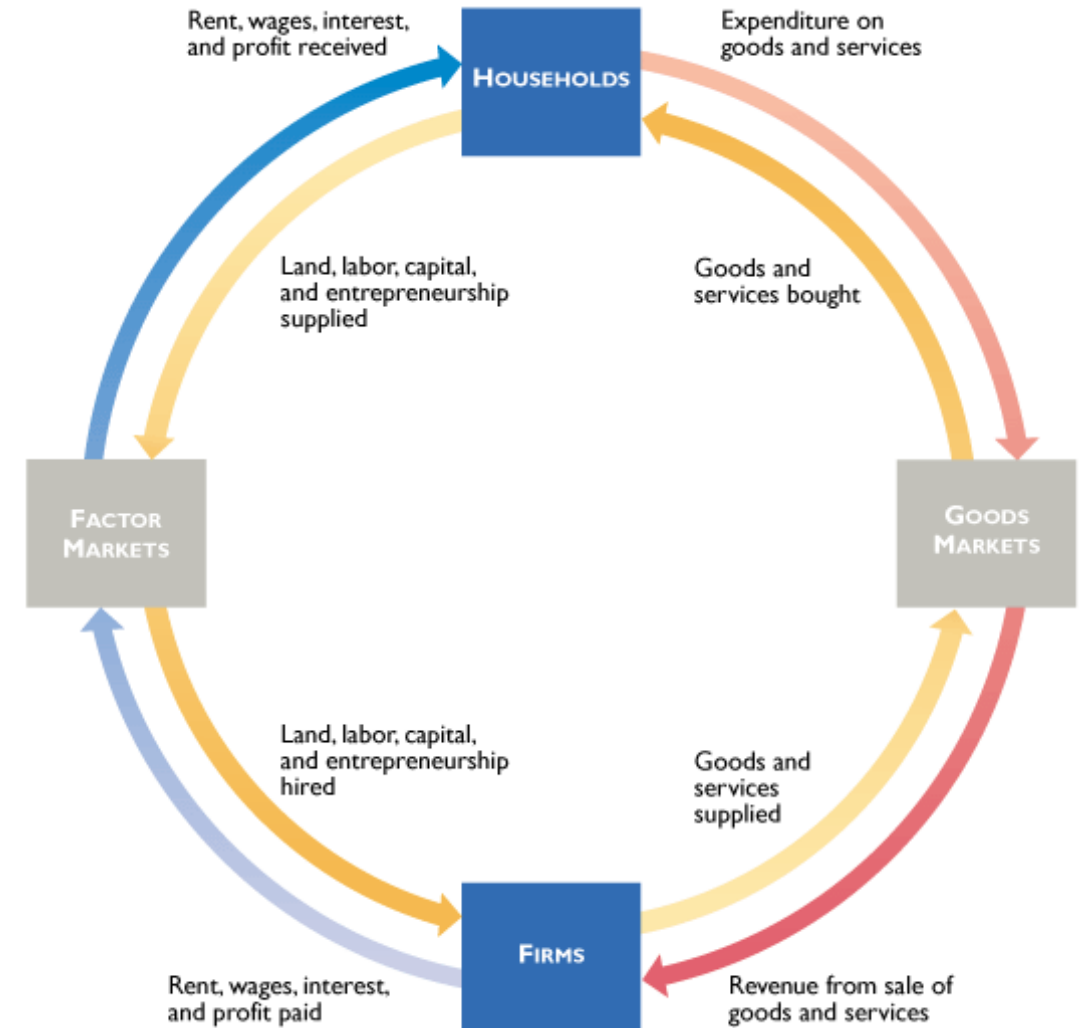 Rent, wages, interest,
and profit received
Expenditure on
goods and services
HOUSEHOLDS
Land, labor, capital,
and entrepreneurship
supplied
Goods and
services bought
FACTOR
MARKETS
GOODS
MARKETS
Land, labor, capital,
and entrepreneurship
hired
Goods and
services
supplied
FIRMS
Rent, wages, interest,
and profit paid
Revenue from sale of
goods and services